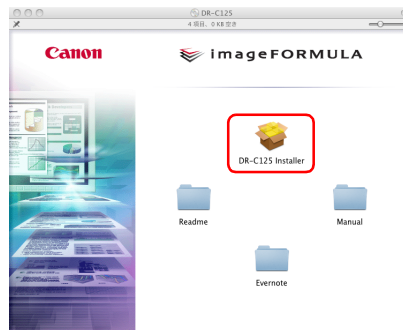 DR-C125
4 項目、0 KB 空き
Canon
imageFORMULA
DR-C125 Installer
Readme
Manual
Evernote